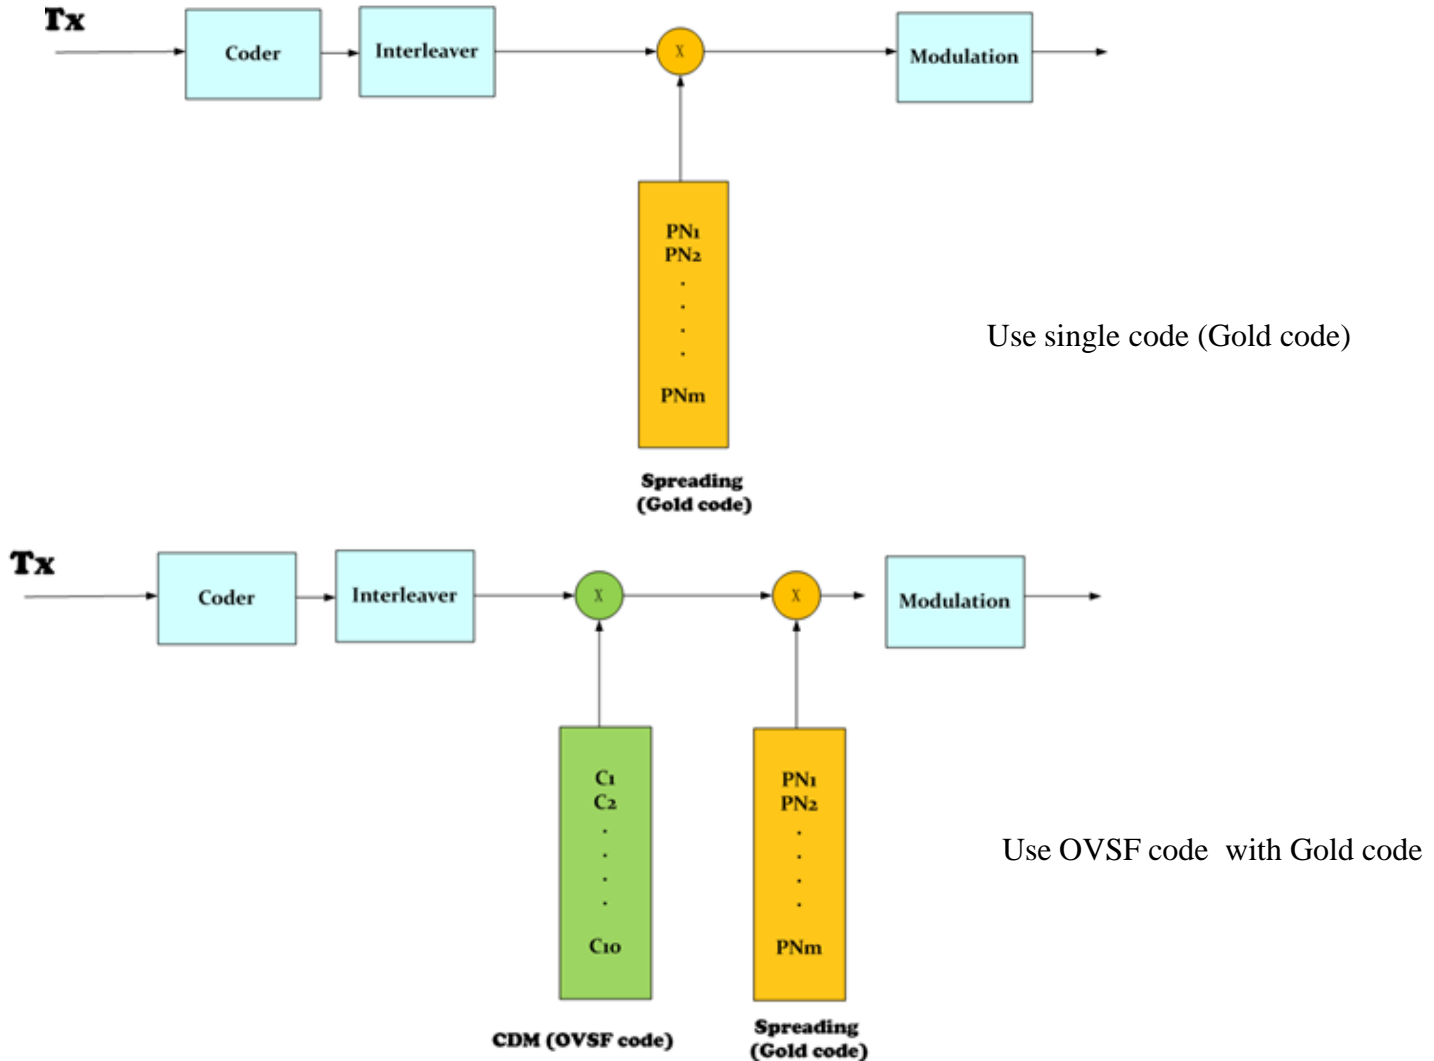 Tx
Coder
Interleaver
X
Modulation
PN1
PN2
.
.
.
.
PNm
Use single code (Gold code)
Spreading
(Gold code)
Tx
Coder
Interleaver
X
X
Modulation
C1
C2
.
.
.
.
C10
PN1
PN2
.
.
.
.
PNm
Use OVSF code  with Gold code
CDM (OVSF code)
Spreading
(Gold code)